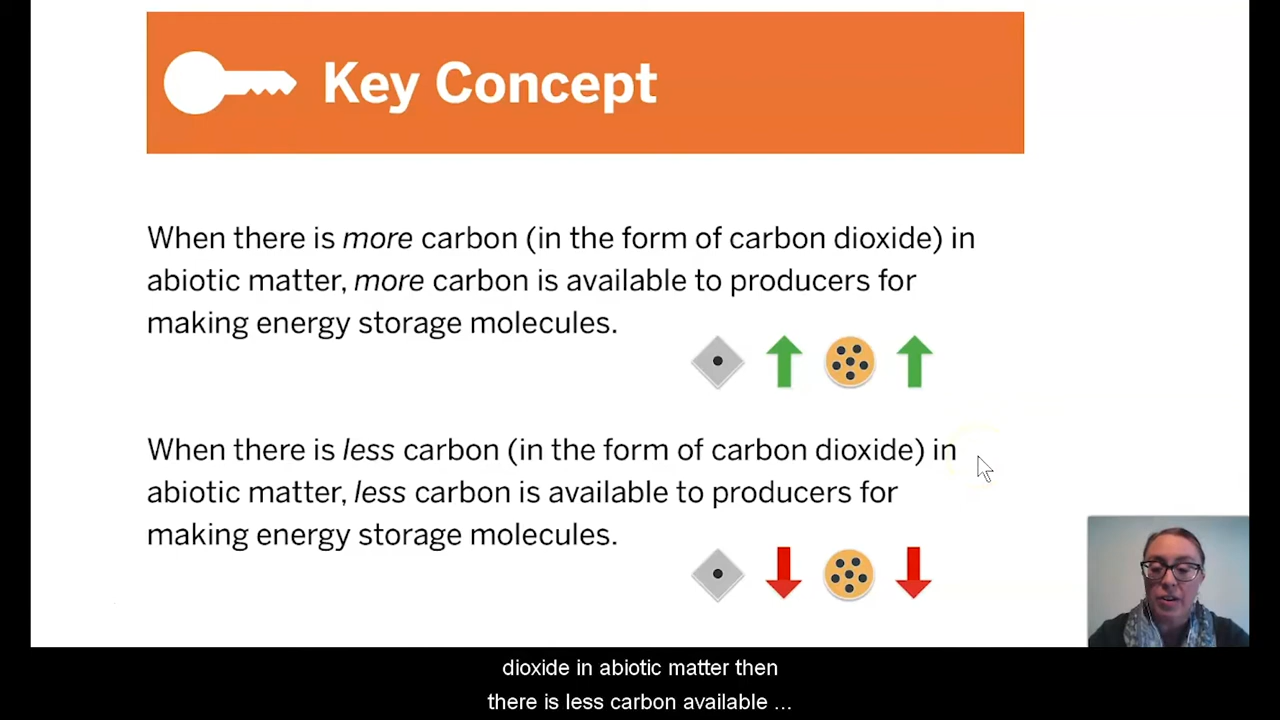 Key Concept
When there is more carbon (in the form of carbon dioxide) in
abiotic matter, more carbon is available to producers for
making energy storage molecules.
When there is less carbon (in the form of carbon dioxide) in
abiotic matter, less carbon is available to producers for
making energy storage molecules.
dioxide in abiotic matter then
there is less carbon available ...